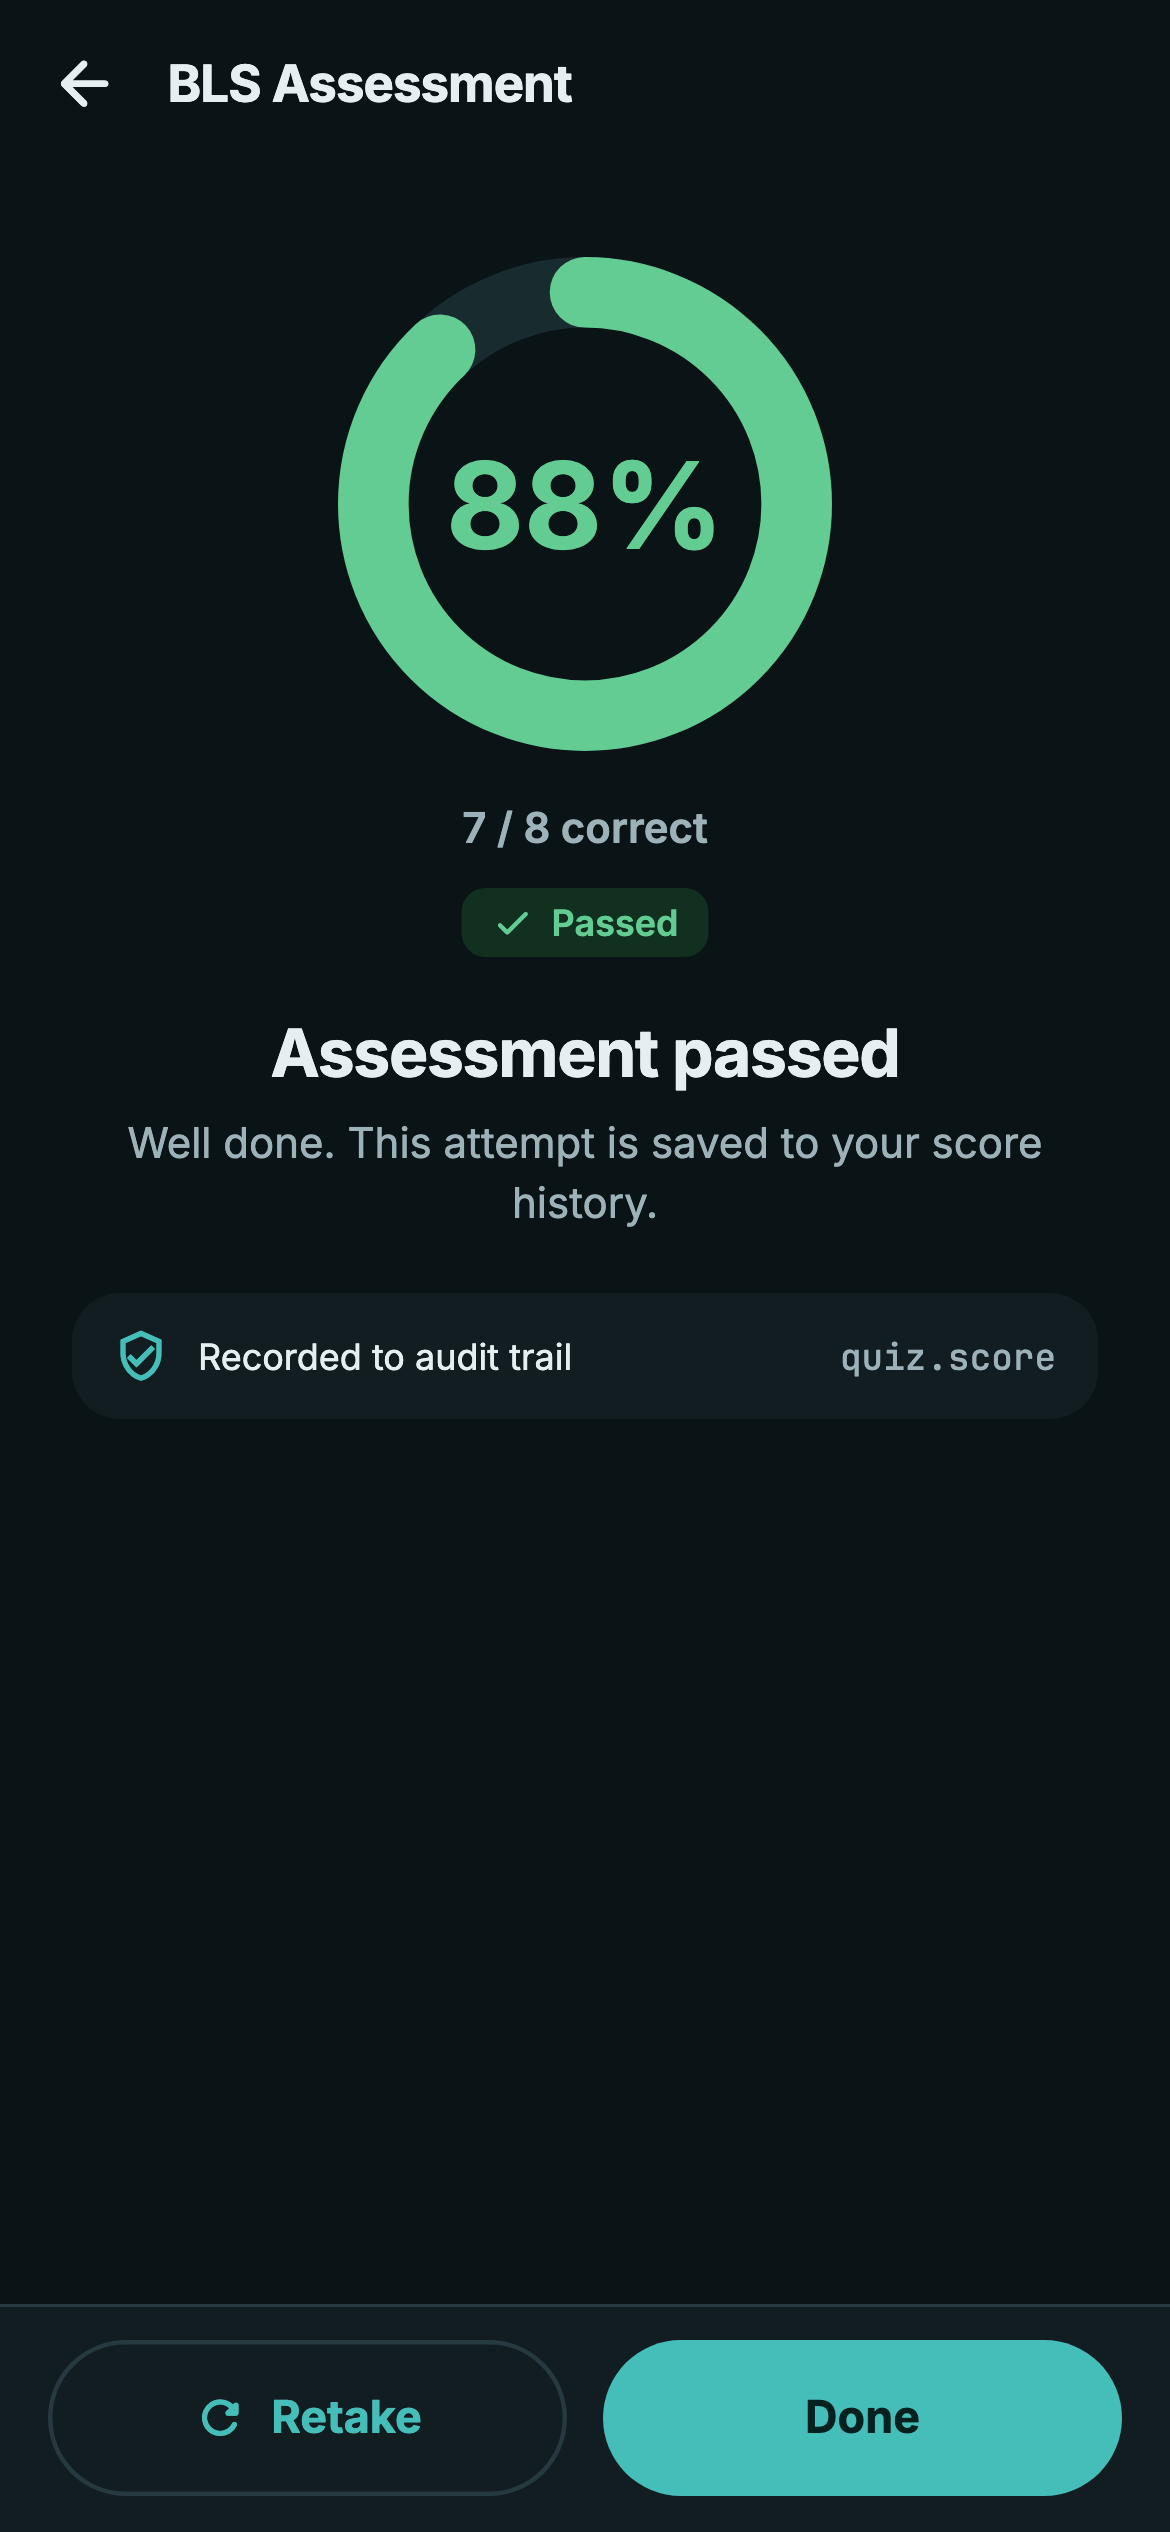 BLS Assessment
88%
7 / 8 correct
Passed
Assessment passed
Well done. This attempt is saved to your score
history.
Recorded to audit trail quiz.score
Retake
Done